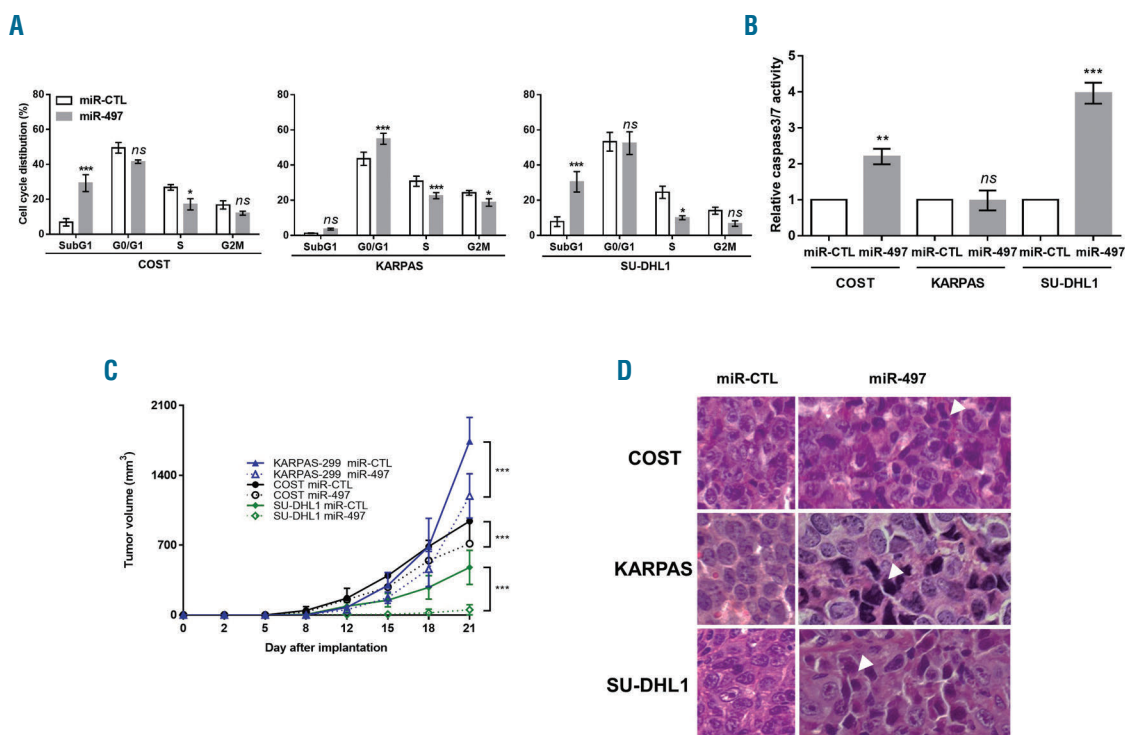 A
Cell cycle distibution (%)
80
60
40
20
0
miR-CTL
miR-497
***
ns
*
ns
SubG1 G0/G1 S G2M
COST
80
60
40
20
0
ns
***
***
*
SubG1 G0/G1 S G2M
KARPAS
80
60
40
20
0
***
ns
*
ns
SubG1 G0/G1 S G2M
SU-DHL1
B
Relative caspase3/7 activity
5
4
3
2
1
0
**
ns
***
miR-CTL miR-497 miR-CTL miR-497 miR-CTL miR-497
COST KARPAS SU-DHL1
C
Tumor volume (mm3)
2100
1400
700
0
KARPAS-299 miR-CTL
KARPAS-299 miR-497
COST miR-CTL
COST miR-497
SU-DHL1 miR-CTL
SU-DHL1 miR-497
***
***
***
0 2 5 8 12 15 18 21
Day after implantation
D
miR-CTL miR-497
COST
KARPAS
SU-DHL1